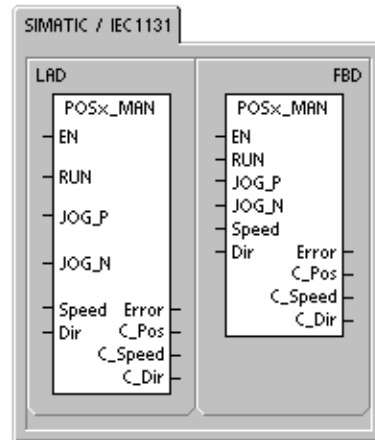 SIMATIC / IEC1131
LAD
POSx_MAN
EN
RUN
JOG_P
JOG_N
Speed Error
Dir C_Pos
C_Speed
C_Dir
FBD
POSx_MAN
EN
RUN
JOG_P
JOG_N
Speed
Dir Error
C_Pos
C_Speed
C_Dir